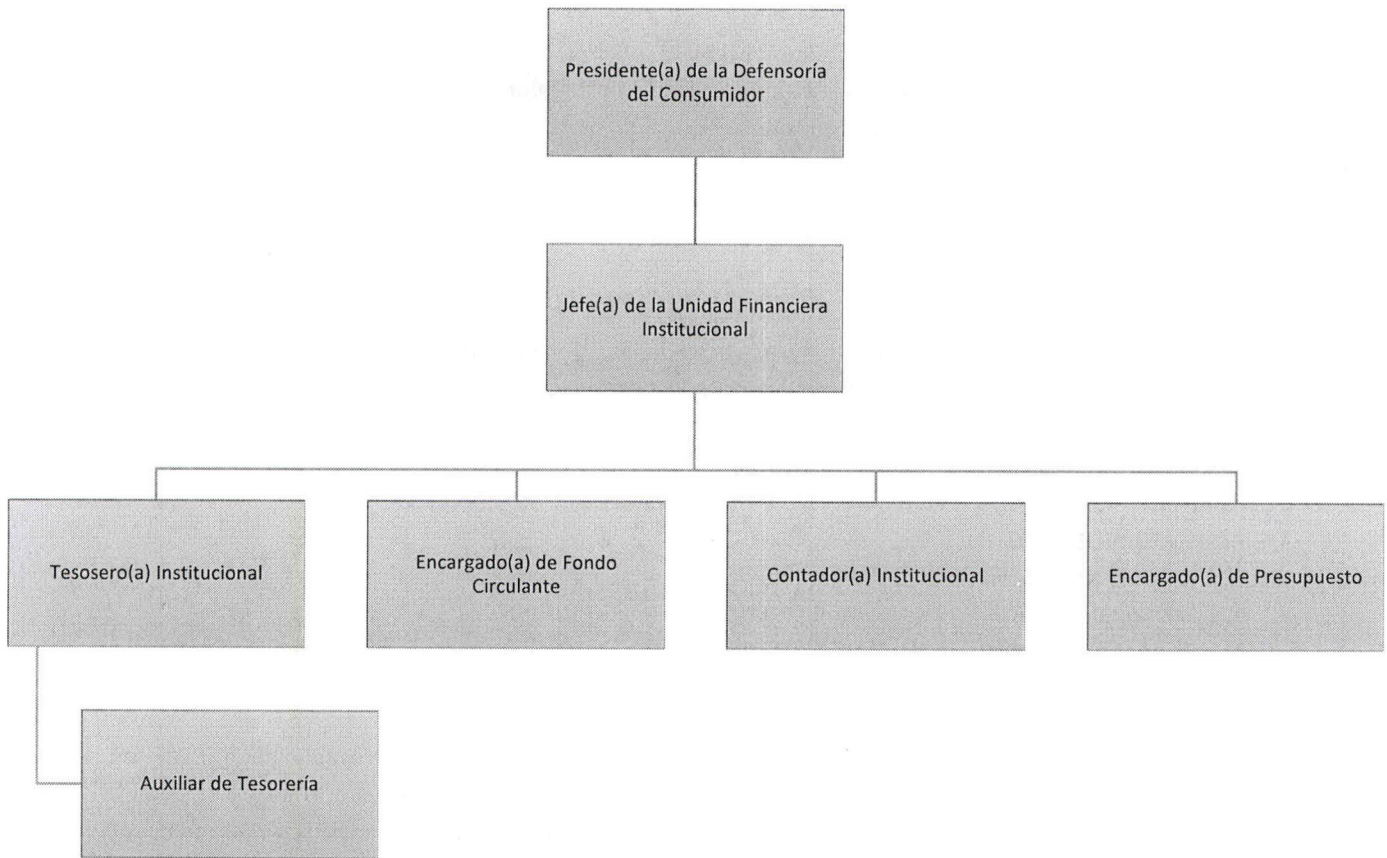 Presidente(a) de la Defensoría
del Consumidor
Jefe(a) de la Unidad Financiera
Institucional
Tesosero(a) Institucional
Encargado(a) de Fondo
Circulante
Contador(a) Institucional
Encargado(a) de Presupuesto
Auxiliar de Tesorería